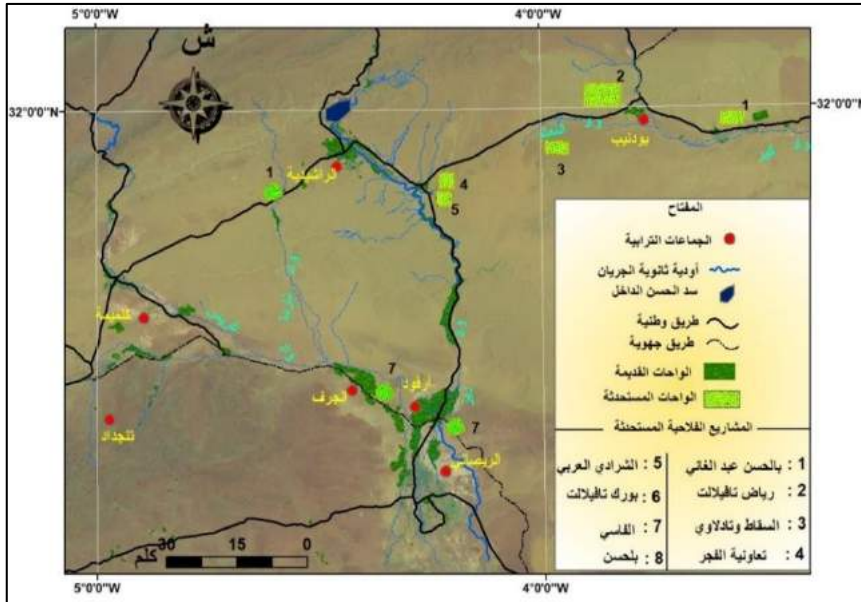 5°0'0"W
4°0'0"W
ش
32°0'0"N
32°0'0"N
2
1
بودنيب
3
1
الراشيدية
4
5
كلميمة
7
أرفود
الجرف
7
تنجداد
الريصاني
30 15 0
كلم
5°0'0"W
4°0'0"W
المفتاح
الجماعات الترابية
أودية ثانوية الجريان
سد الحسن الداخل
طريق وطنية
طريق جهوية
الواحات القديمة
الواحات المستحدثة
المشاريع الفلاحية المستحدثة
1 : بالحسن عبد الغاني
2 : رياض تافيلالت
3 : السقاط وتادلاوي
4 : تعاونية الفجر
5 : الشرادي العربي
6 : بورك تافيلالت
7 : الفاسي
8 : بلحسن